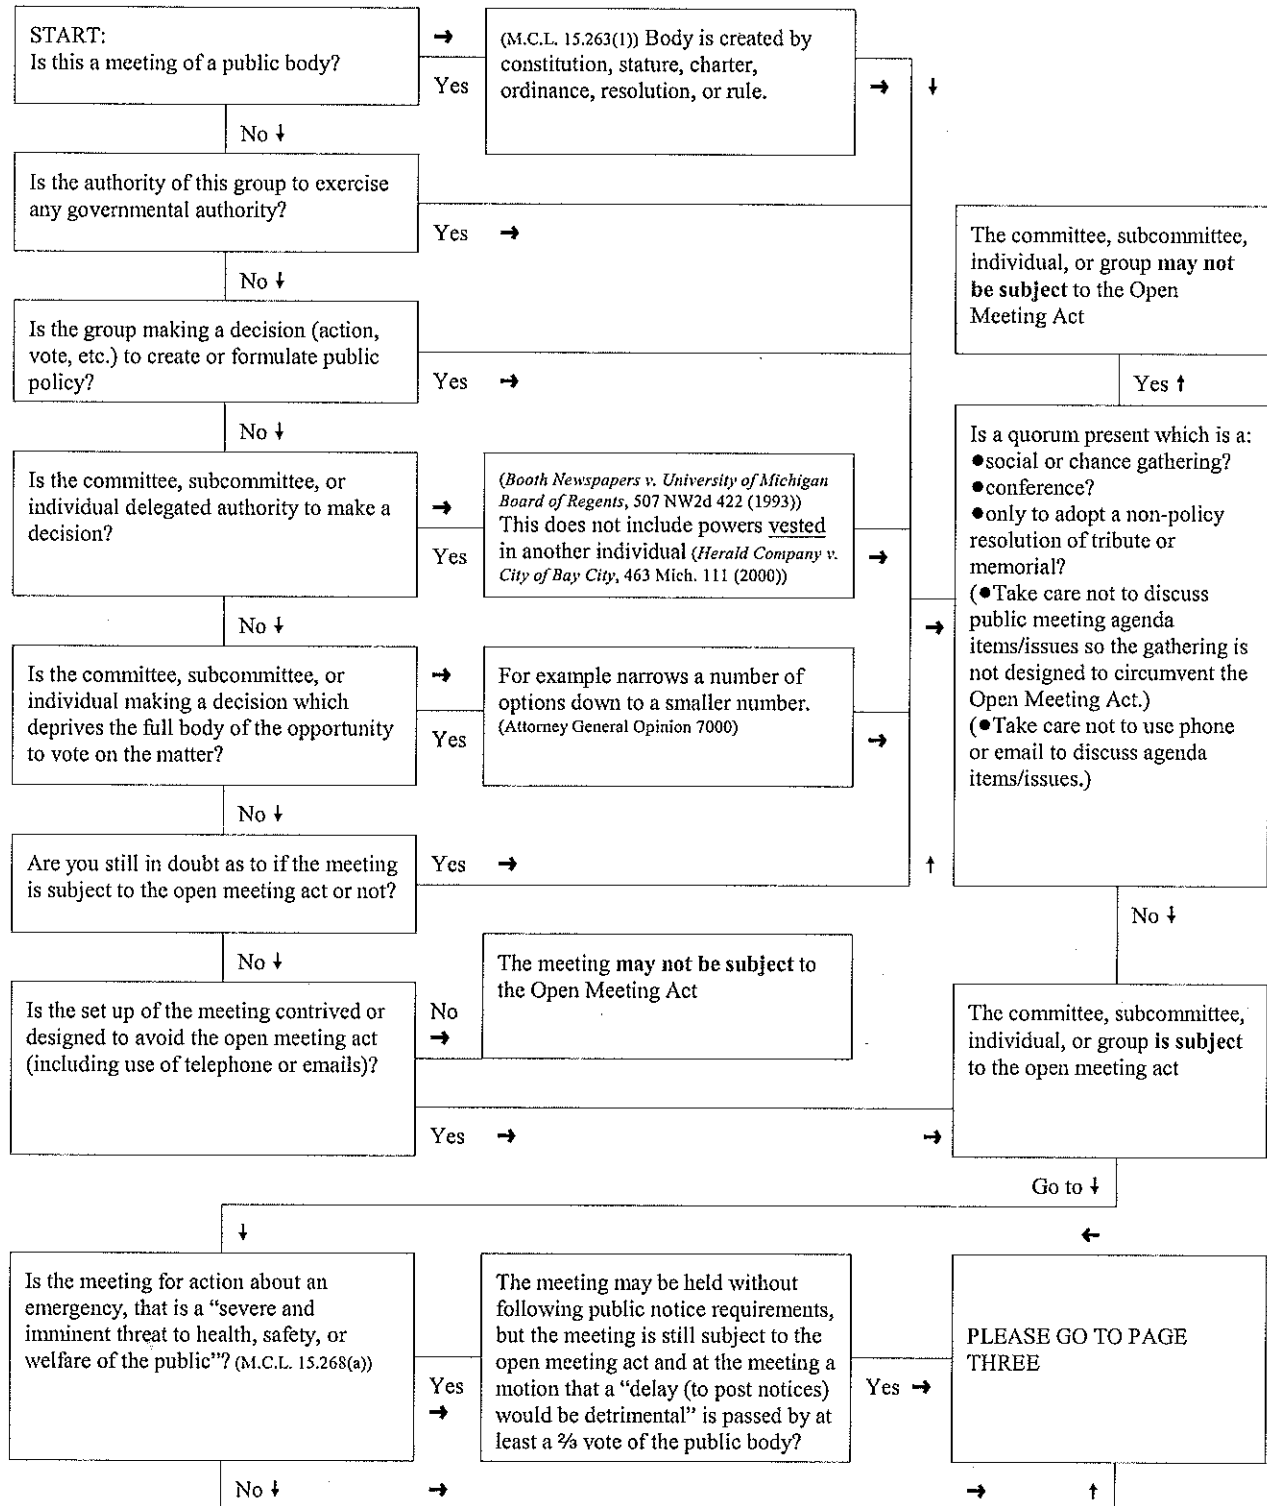 START:
Is this a meeting of a public body?
→
Yes
(M.C.L. 15.263(1)) Body is created by
constitution, stature, charter,
ordinance, resolution, or rule.
→ ↓
No ↓
Is the authority of this group to exercise
any governmental authority?
Yes →
No ↓
Is the group making a decision (action,
vote, etc.) to create or formulate public
policy?
Yes →
No ↓
Is the committee, subcommittee, or
individual delegated authority to make a
decision?
→
Yes
(Booth Newspapers v. University of Michigan
Board of Regents, 507 NW2d 422 (1993))
This does not include powers vested
in another individual (Herald Company v.
City of Bay City, 463 Mich. 111 (2000))
→
No ↓
Is the committee, subcommittee, or
individual making a decision which
deprives the full body of the opportunity
to vote on the matter?
→
Yes
For example narrows a number of
options down to a smaller number.
(Attorney General Opinion 7000)
→
No ↓
Are you still in doubt as to if the meeting
is subject to the open meeting act or not?
Yes →
↑
No ↓
Is the set up of the meeting contrived or
designed to avoid the open meeting act
(including use of telephone or emails)?
No
→
The meeting may not be subject to
the Open Meeting Act
Yes → →
The committee, subcommittee,
individual, or group may not
be subject to the Open
Meeting Act
Yes ↑
→
Is a quorum present which is a:
●social or chance gathering?
●conference?
●only to adopt a non-policy
resolution of tribute or
memorial?
(●Take care not to discuss
public meeting agenda
items/issues so the gathering is
not designed to circumvent the
Open Meeting Act.)
(●Take care not to use phone
or email to discuss agenda
items/issues.)
No ↓
The committee, subcommittee,
individual, or group is subject
to the open meeting act
Go to ↓
↓ ←
Is the meeting for action about an
emergency, that is a “severe and
imminent threat to health, safety, or
welfare of the public”? (M.C.L. 15.268(a))
Yes
→
The meeting may be held without
following public notice requirements,
but the meeting is still subject to the
open meeting act and at the meeting a
motion that a “delay (to post notices)
would be detrimental” is passed by at
least a ⅔ vote of the public body?
Yes →
PLEASE GO TO PAGE
THREE
No ↓ → → ↑